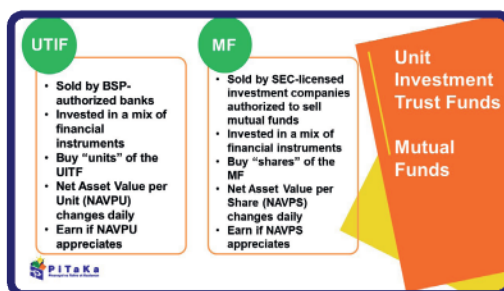 UTIF
• Sold by BSP-
authorized banks
• Invested in a mix of
financial
instruments
• Buy “units” of the
UITF
• Net Asset Value per
Unit (NAVPU)
changes daily
• Earn if NAVPU
appreciates
MF
• Sold by SEC-licensed
investment companies
authorized to sell
mutual funds
• Invested in a mix of
financial instruments
• Buy “shares” of the
MF
• Net Asset Value per
Share (NAVPS)
changes daily
• Earn if NAVPS
appreciates
Unit
Investment
Trust Funds
Mutual
Funds
PITaKa